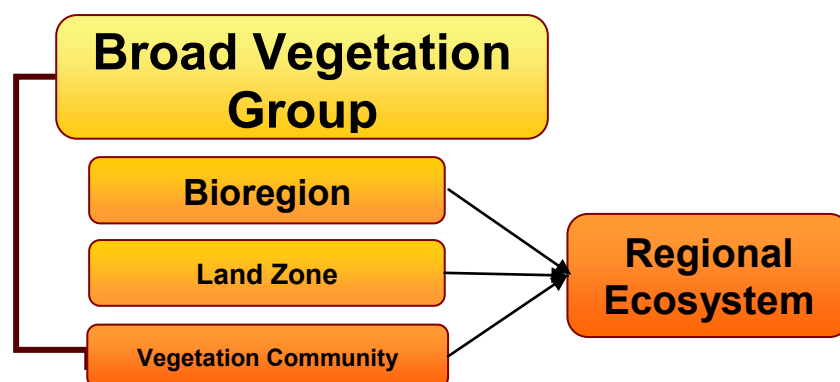 Broad Vegetation
Group
Bioregion
Land Zone
Vegetation Community
Regional
Ecosystem